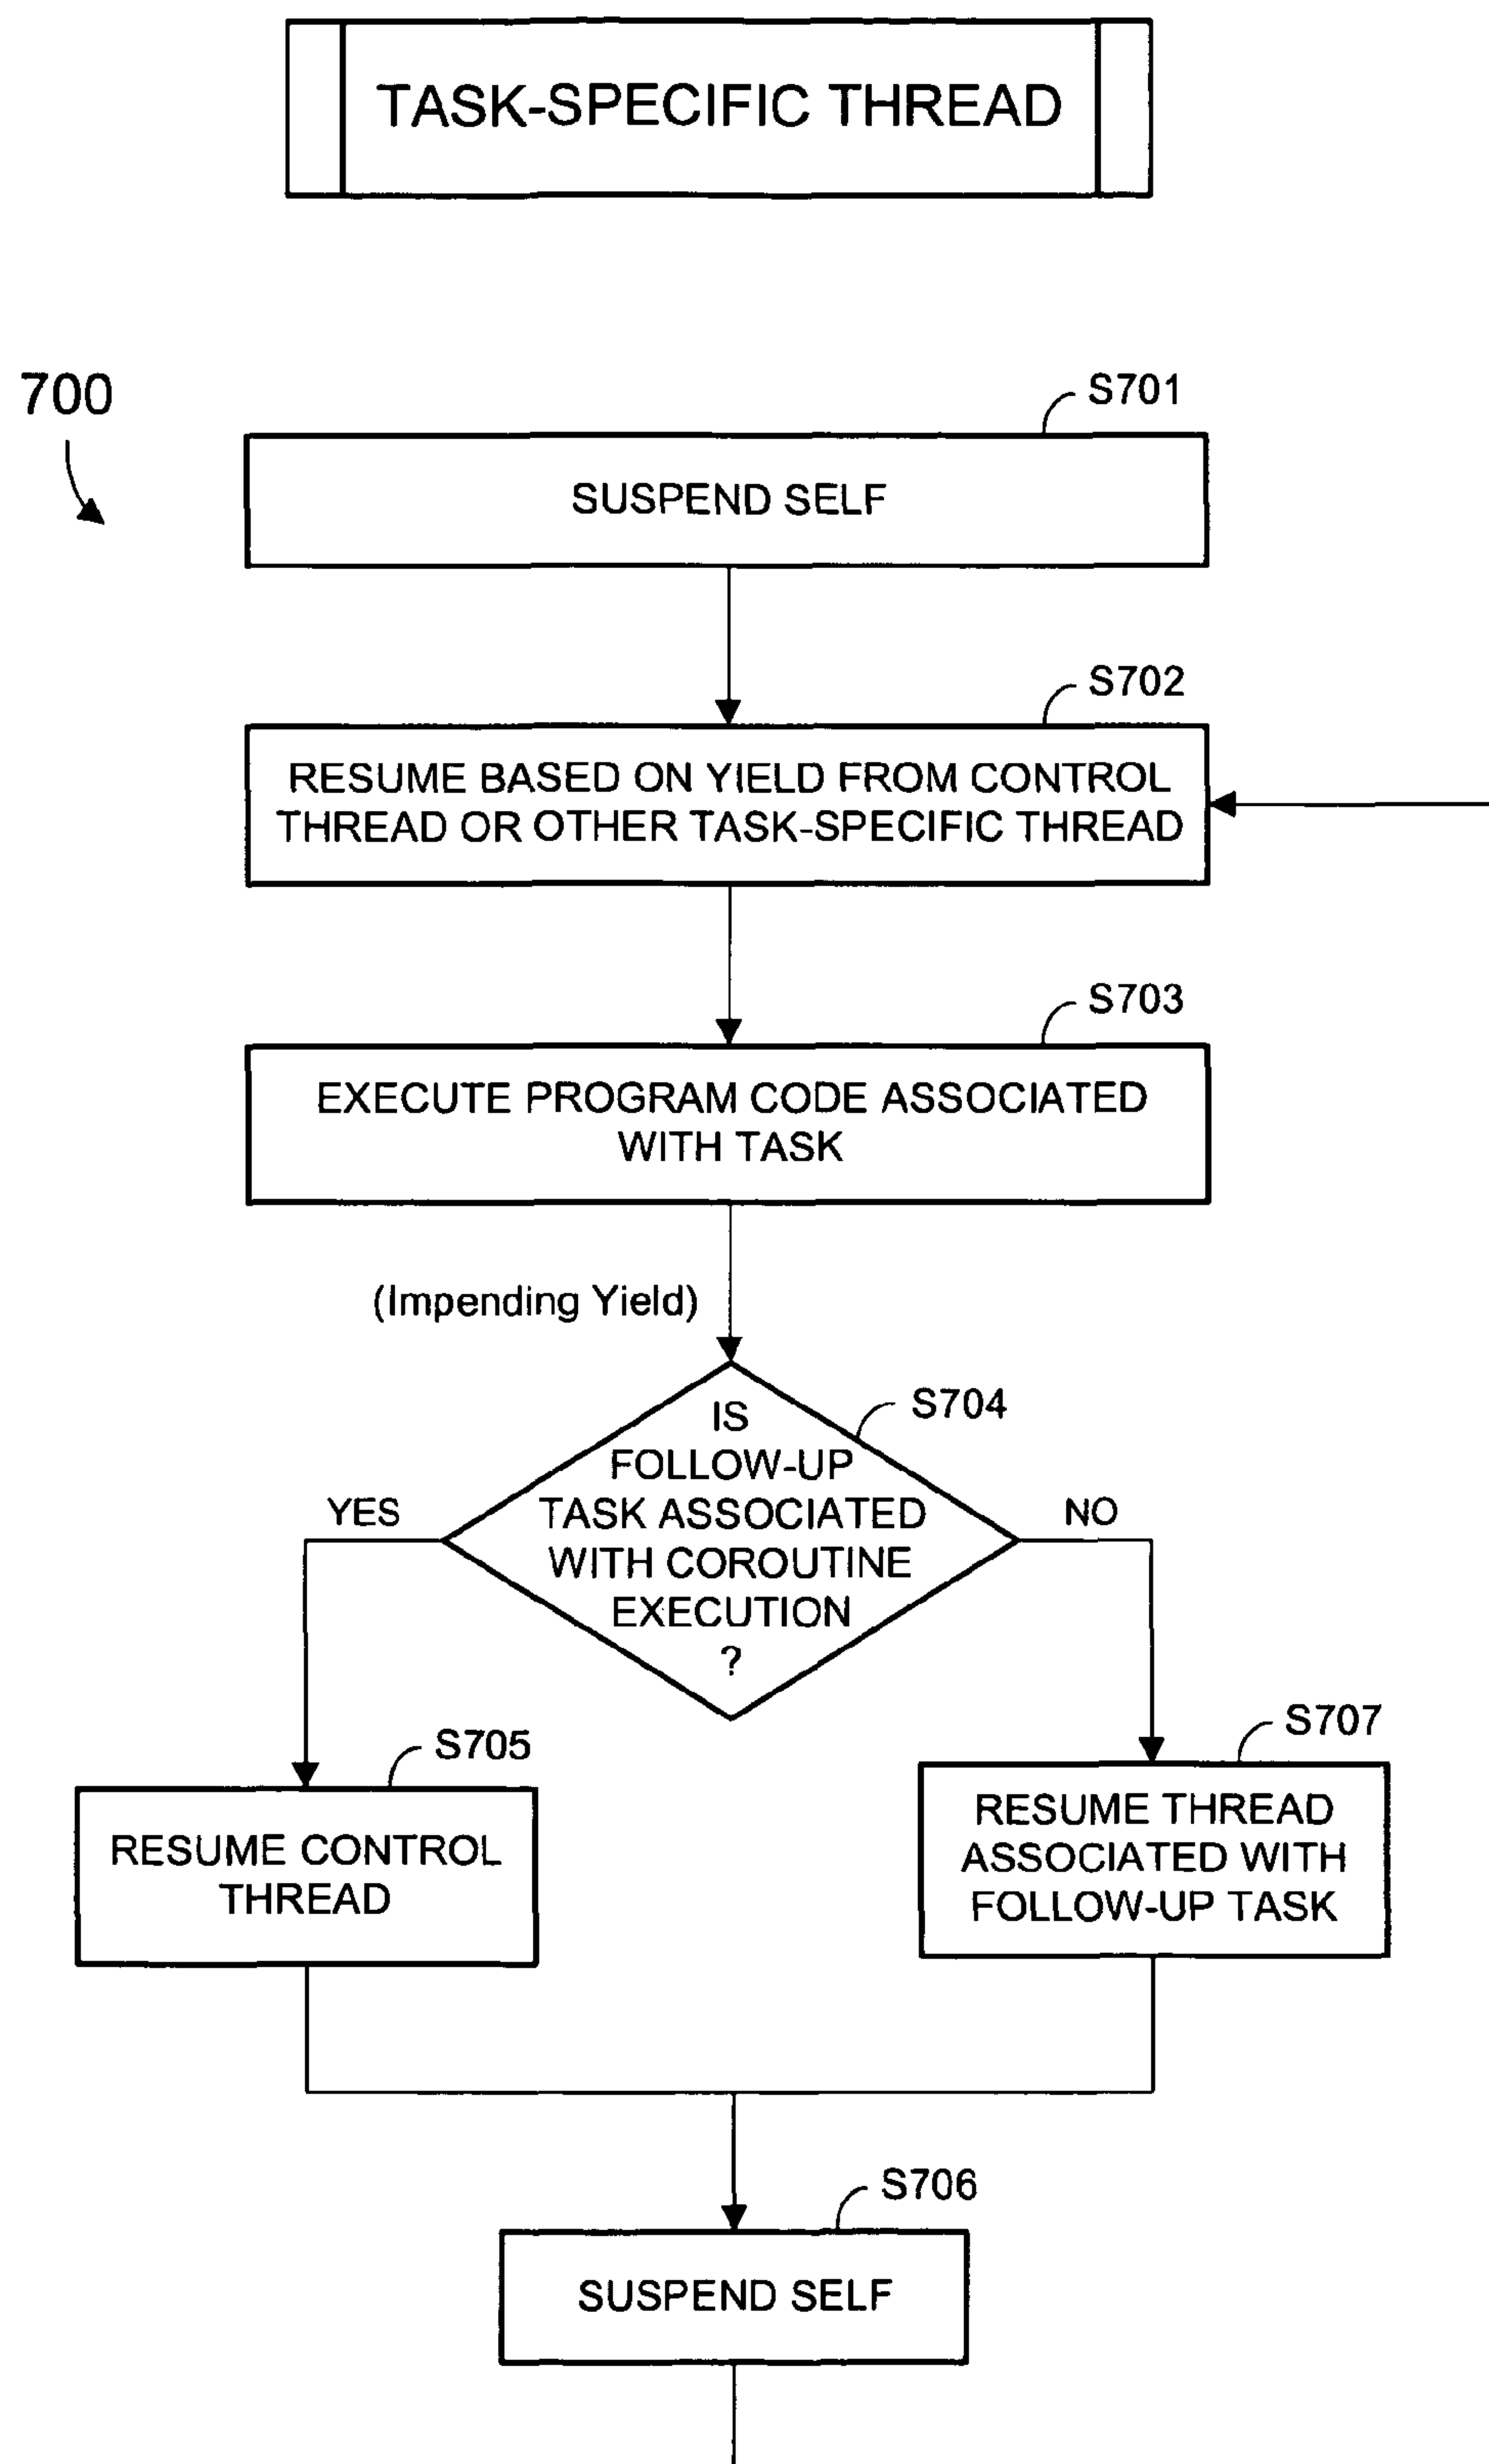 TASK-SPECIFIC THREAD
700
S701
SUSPEND SELF
S702
RESUME BASED ON YIELD FROM CONTROL
THREAD OR OTHER TASK-SPECIFIC THREAD
S703
EXECUTE PROGRAM CODE ASSOCIATED
WITH TASK
(Impending Yield)
S704
IS
FOLLOW-UP
TASK ASSOCIATED
WITH COROUTINE
EXECUTION
?
YES
NO
S705
RESUME CONTROL
THREAD
S707
RESUME THREAD
ASSOCIATED WITH
FOLLOW-UP TASK
S706
SUSPEND SELF